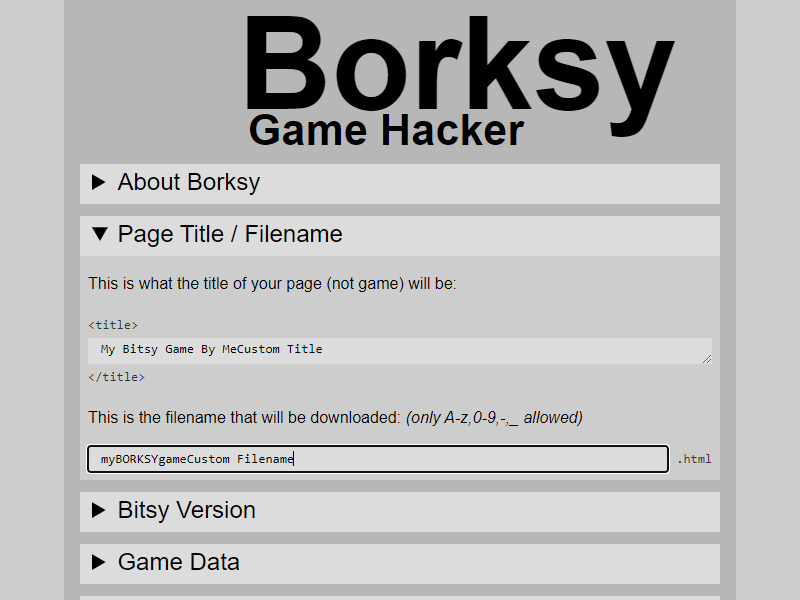 Borksy
Game Hacker
About Borksy
Page Title / Filename
This is what the title of your page (not game) will be:
<title>
My Bitsy Game By MeCustom Title
</title>
This is the filename that will be downloaded: (only A-z,0-9,-,_ allowed)
myBORKSYgameCustom Filename .html
Bitsy Version
Game Data